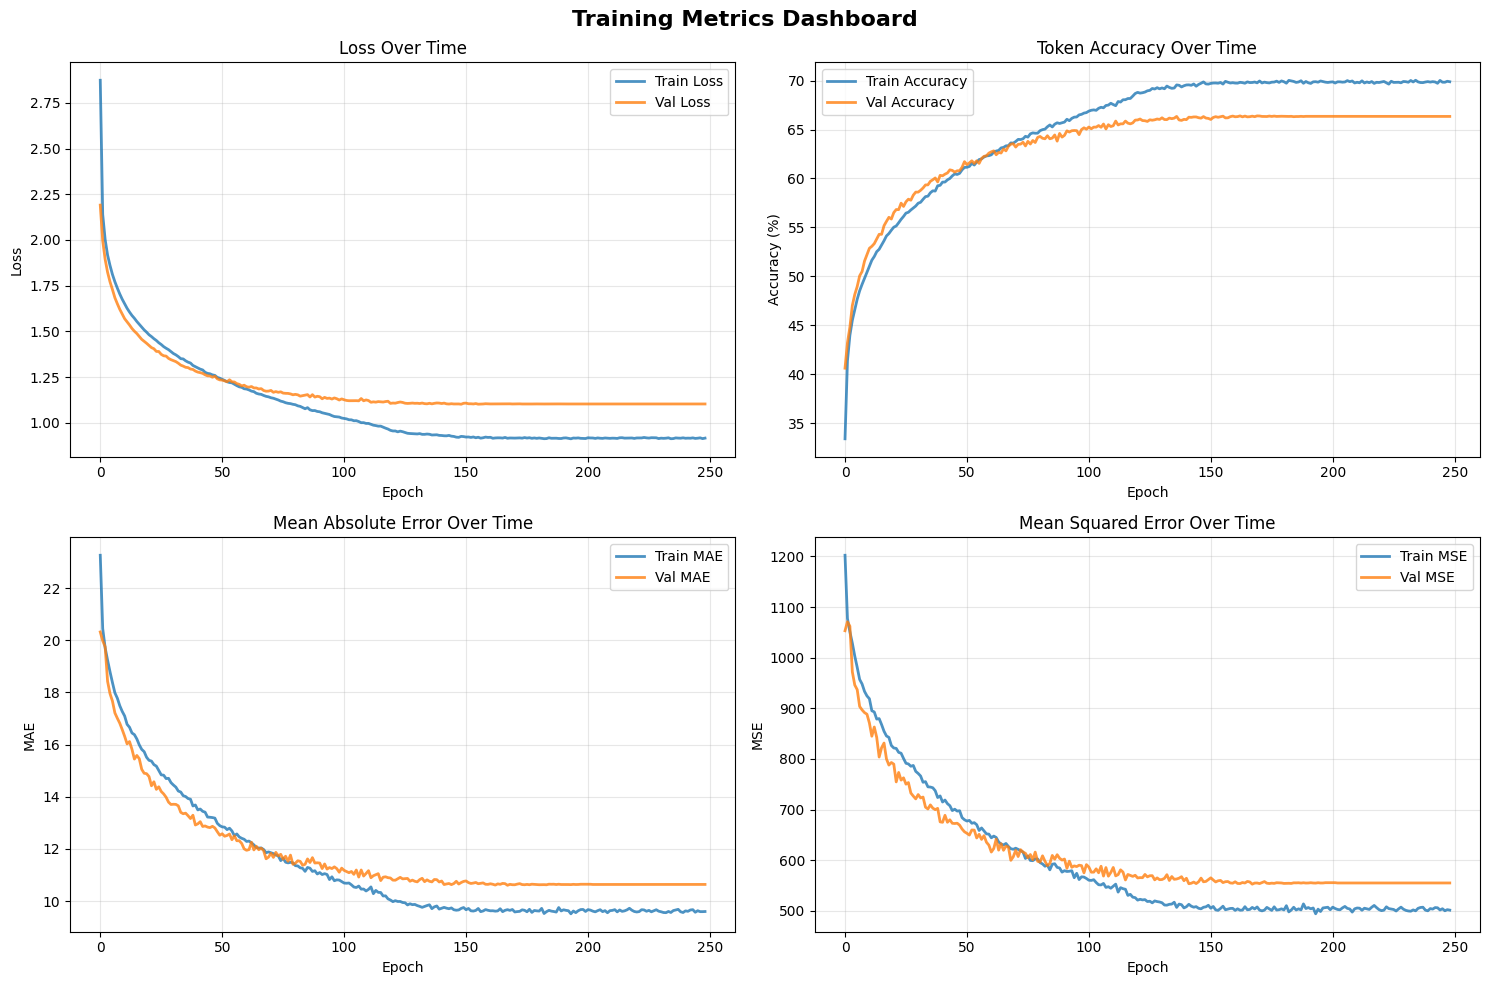 Training Metrics Dashboard
Loss Over Time
Train Loss
Val Loss
Loss
2.75
2.50
2.25
2.00
1.75
1.50
1.25
1.00
0 50 100 150 200 250
Epoch
Token Accuracy Over Time
Train Accuracy
Val Accuracy
Accuracy (%)
70
65
60
55
50
45
40
35
0 50 100 150 200 250
Epoch
Mean Absolute Error Over Time
Train MAE
Val MAE
MAE
22
20
18
16
14
12
10
0 50 100 150 200 250
Epoch
Mean Squared Error Over Time
Train MSE
Val MSE
MSE
1200
1100
1000
900
800
700
600
500
0 50 100 150 200 250
Epoch